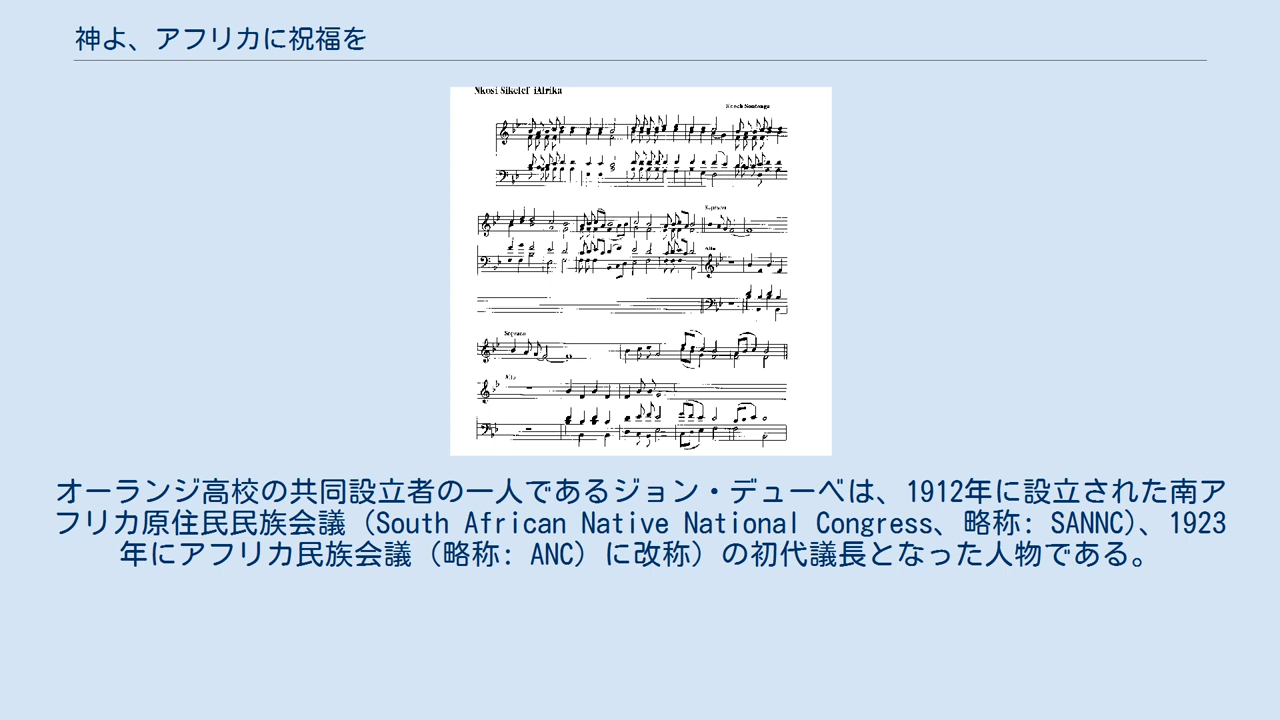 神よ、アフリカに祝福を
Nkosi Sikelel' iAfrika
Enoch Sontonga
Soprano
Alto
Soprano
Alto
オーランジ高校の共同設立者の一人であるジョン・デューベは、1912年に設立された南ア
フリカ原住民民族会議（South African Native National Congress、略称: SANNC)、1923
年にアフリカ民族会議（略称: ANC）に改称）の初代議長となった人物である。